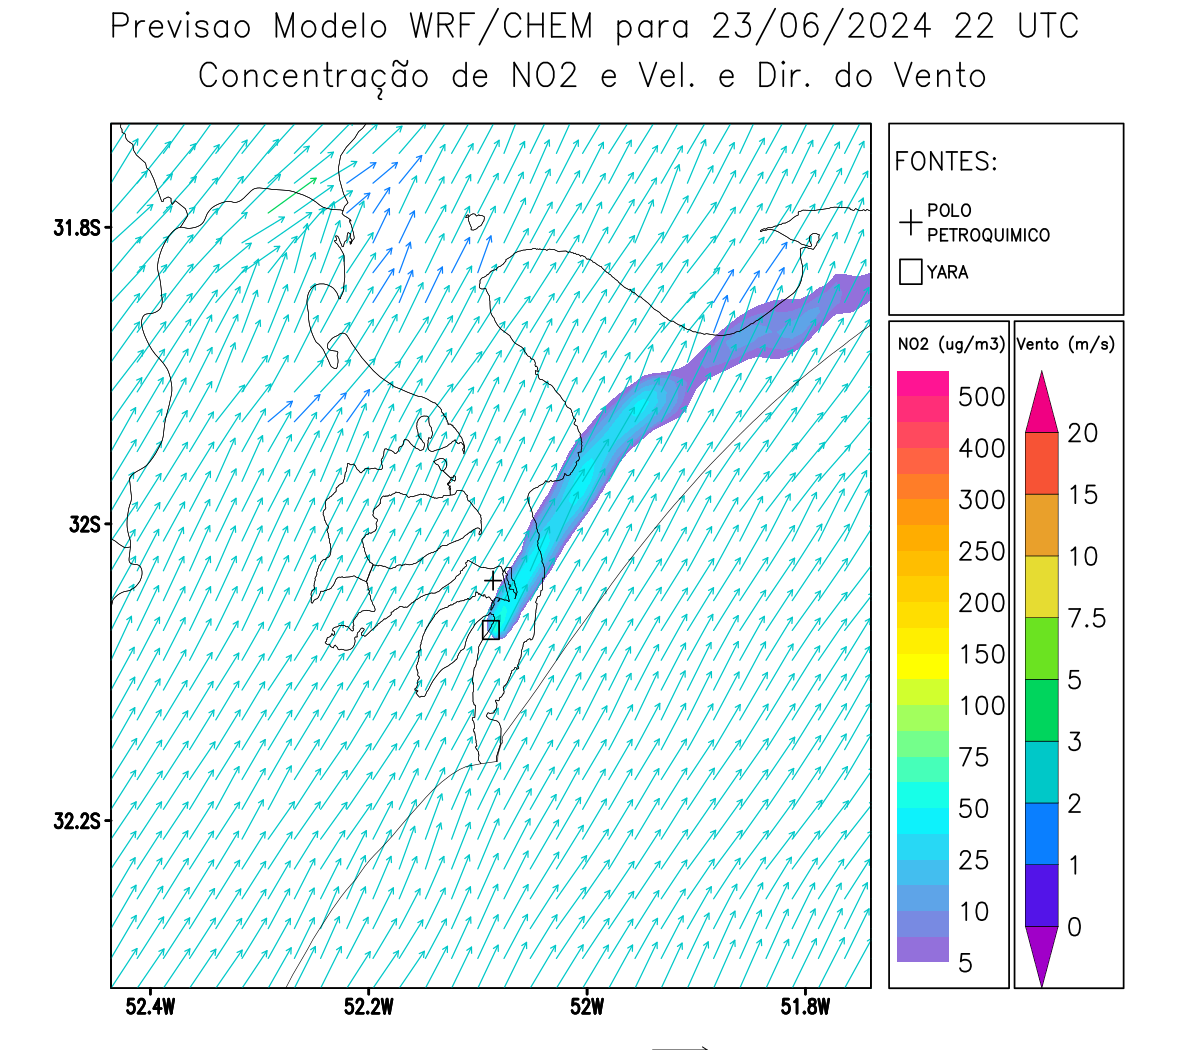 Previsao Modelo WRF/CHEM para 23/06/2024 22 UTC
Concentração de NO2 e Vel. e Dir. do Vento
FONTES:
POLO
PETROQUIMICO
YARA
NO2 (ug/m3)
500
400
300
250
200
150
100
75
50
25
10
5
Vento (m/s)
20
15
10
7.5
5
3
2
1
0
31.8S
32S
32.2S
52.4W
52.2W
52W
51.8W